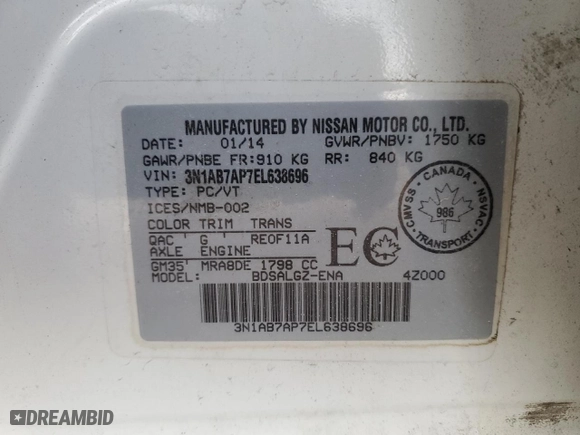 MANUFACTURED BY NISSAN MOTOR CO., LTD.
DATE: 01/14 GVWR/PNBV: 1750 KG
GAWR/PNBE FR:910 KG RR: 840 KG
VIN: 3N1AB7AP7EL638696
TYPE: PC/VT
ICES/NMB-002
COLOR TRIM TRANS
QAC G REOF11A
AXLE ENGINE
GM35 MRA8DE 1798 CC
MODEL: BDSALGZ-ENA 4Z000
EC
CMVSS · CANADA · NSVAC · TRANSPORT ·
986
3N1AB7AP7EL638696
DREAMBID